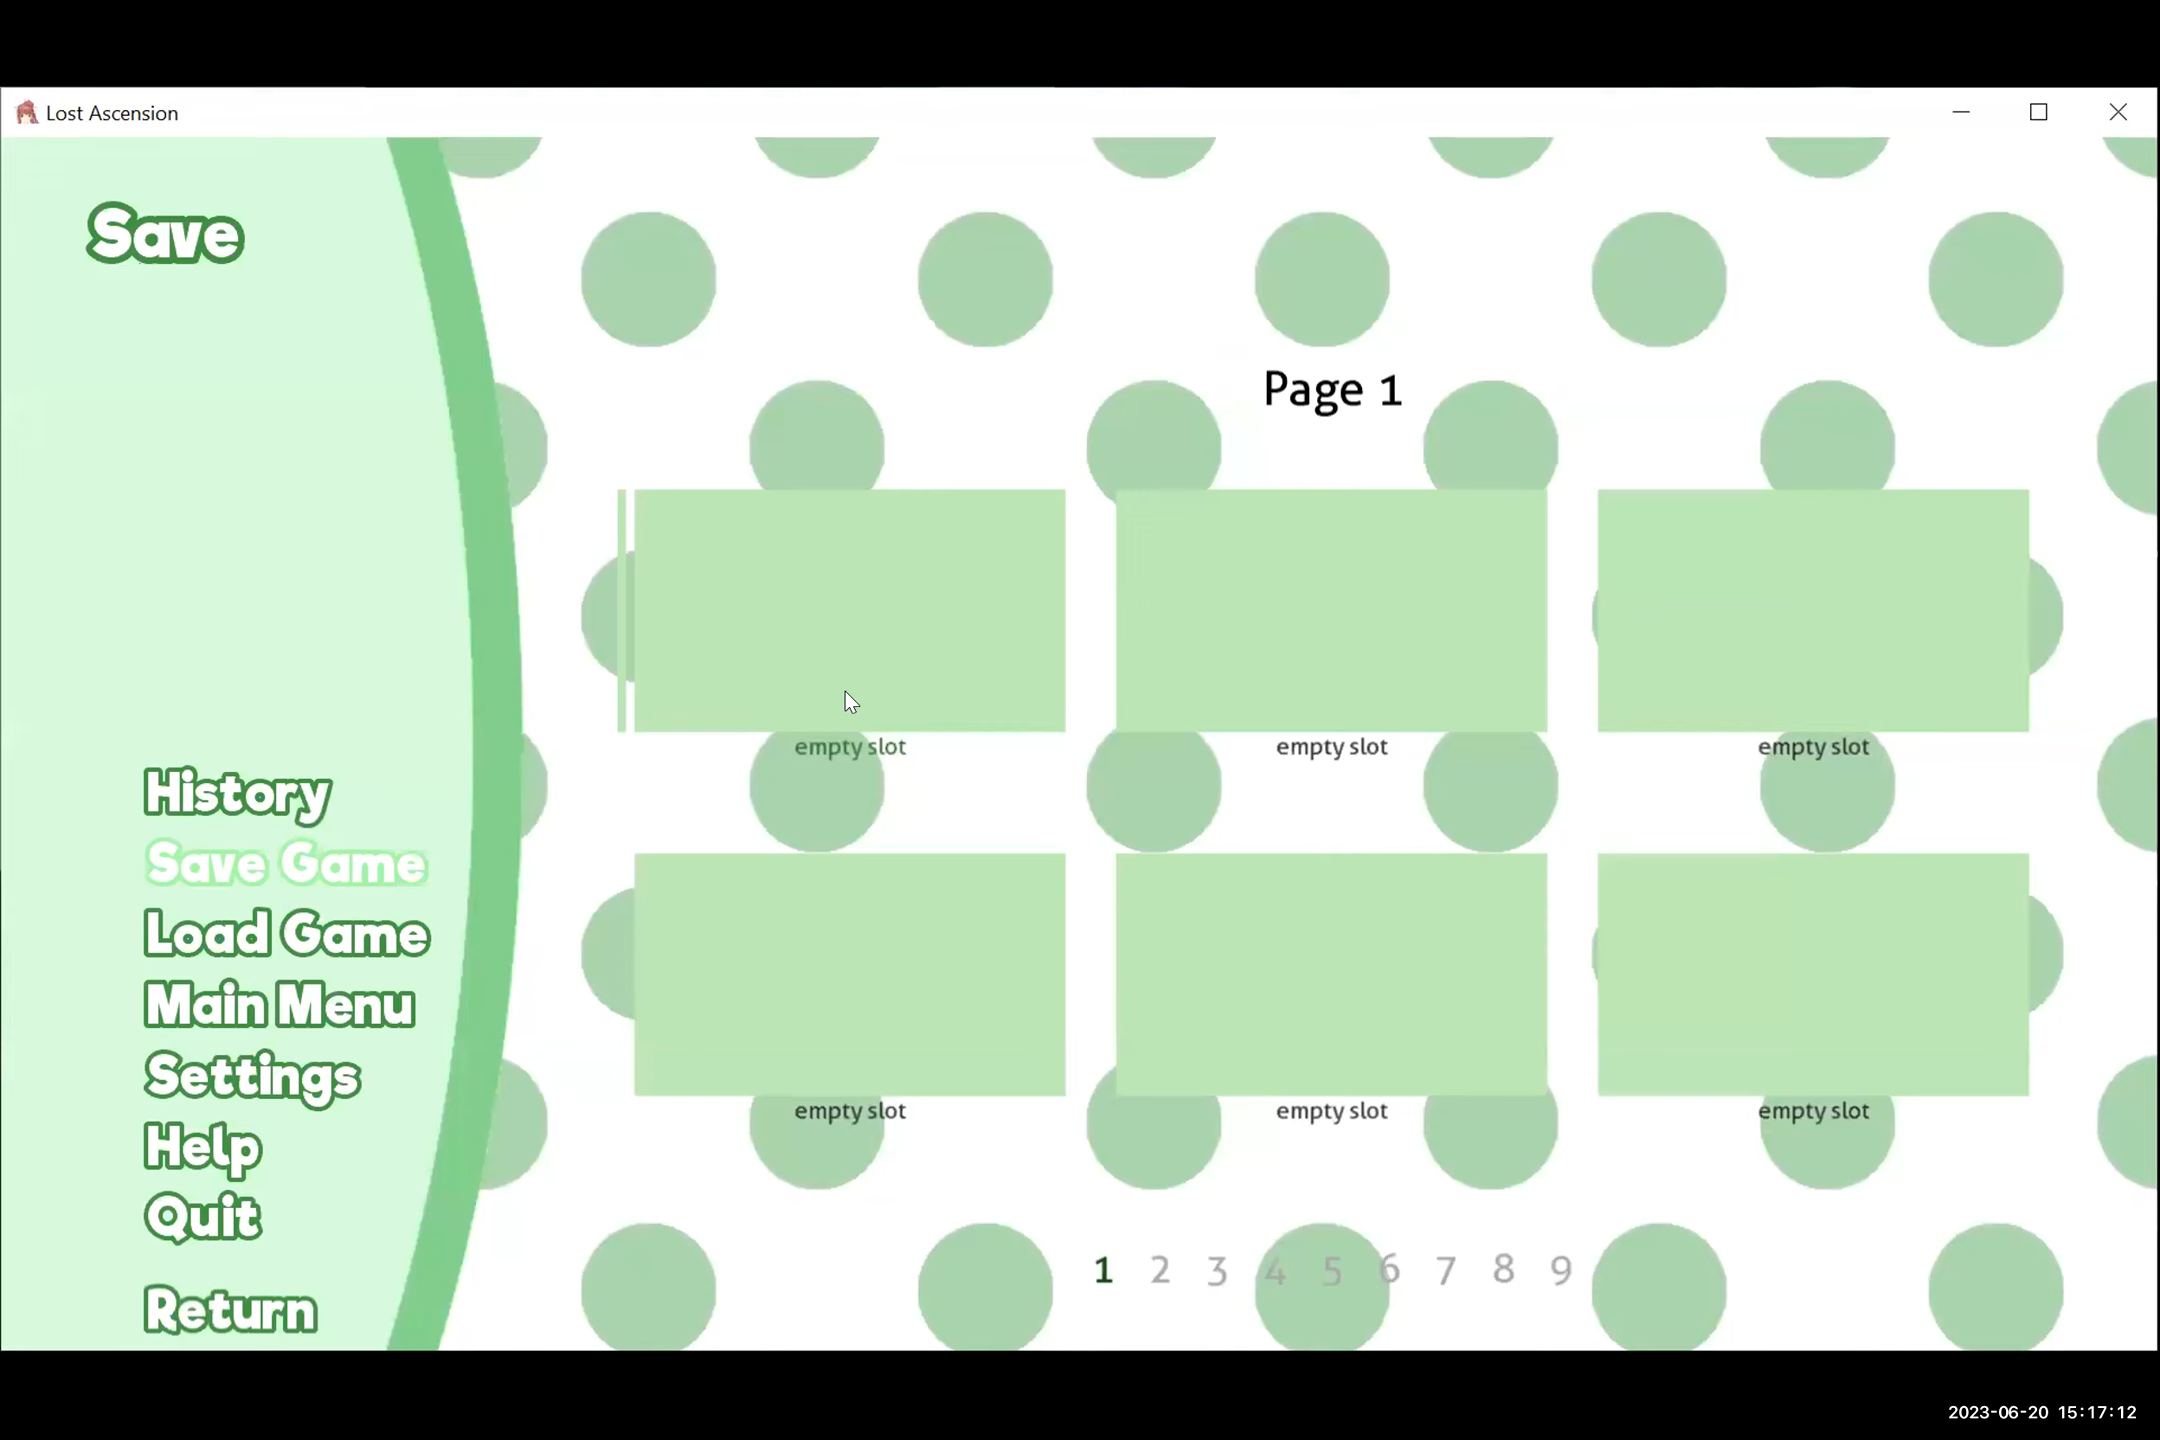 Lost Ascension
Save
Page 1
empty slot empty slot empty slot
History
Save Game
Load Game
Main Menu
Settings
Help
Quit
Return
empty slot empty slot empty slot
1 2 3 4 5 6 7 8 9
2023-06-20 15:17:12